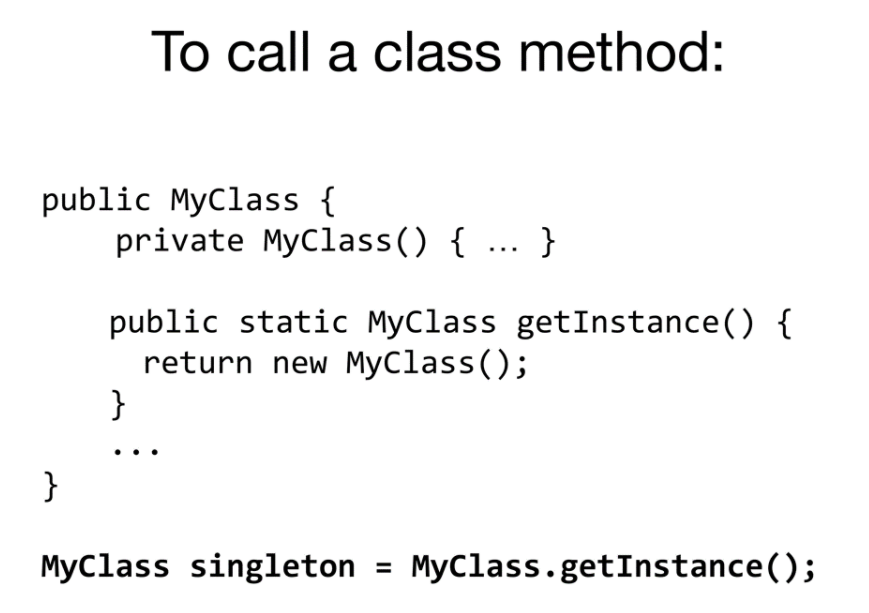 To call a class method:
public MyClass {
private MyClass() { … }
public static MyClass getInstance() {
return new MyClass();
}
...
}
MyClass singleton = MyClass.getInstance();